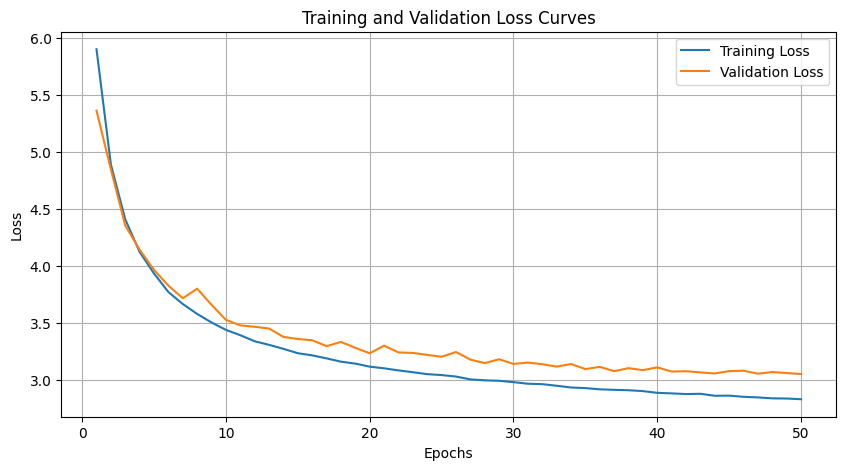 Training and Validation Loss Curves
Training Loss
Validation Loss
6.0
5.5
5.0
4.5
4.0
3.5
3.0
Loss
0 10 20 30 40 50
Epochs